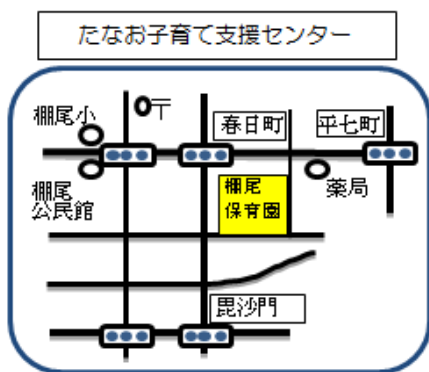 たなお子育て支援センター
棚尾小
〒
春日町
平七町
棚尾
公民館
棚尾
保育園
薬局
毘沙門